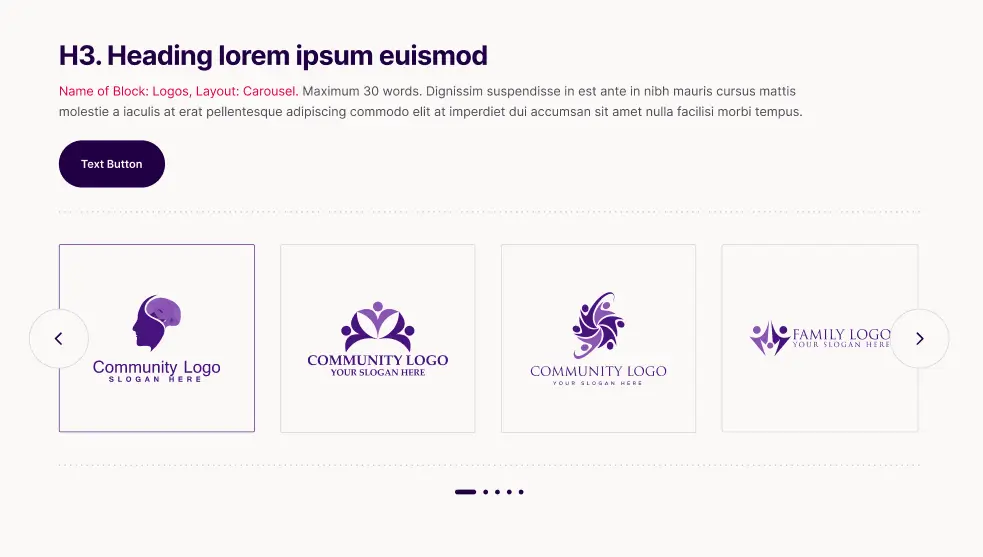 H3. Heading lorem ipsum euismod
Name of Block: Logos, Layout: Carousel. Maximum 30 words. Dignissim suspendisse in est ante in nibh mauris cursus mattis
molestie a iaculis at erat pellentesque adipiscing commodo elit at imperdiet dui accumsan sit amet nulla facilisi morbi tempus.
Text Button
Community Logo
SLOGAN HERE
COMMUNITY LOGO
YOUR SLOGAN HERE
COMMUNITY LOGO
YOUR SLOGAN HERE
FAMILY LOGO
YOUR SLOGAN HERE